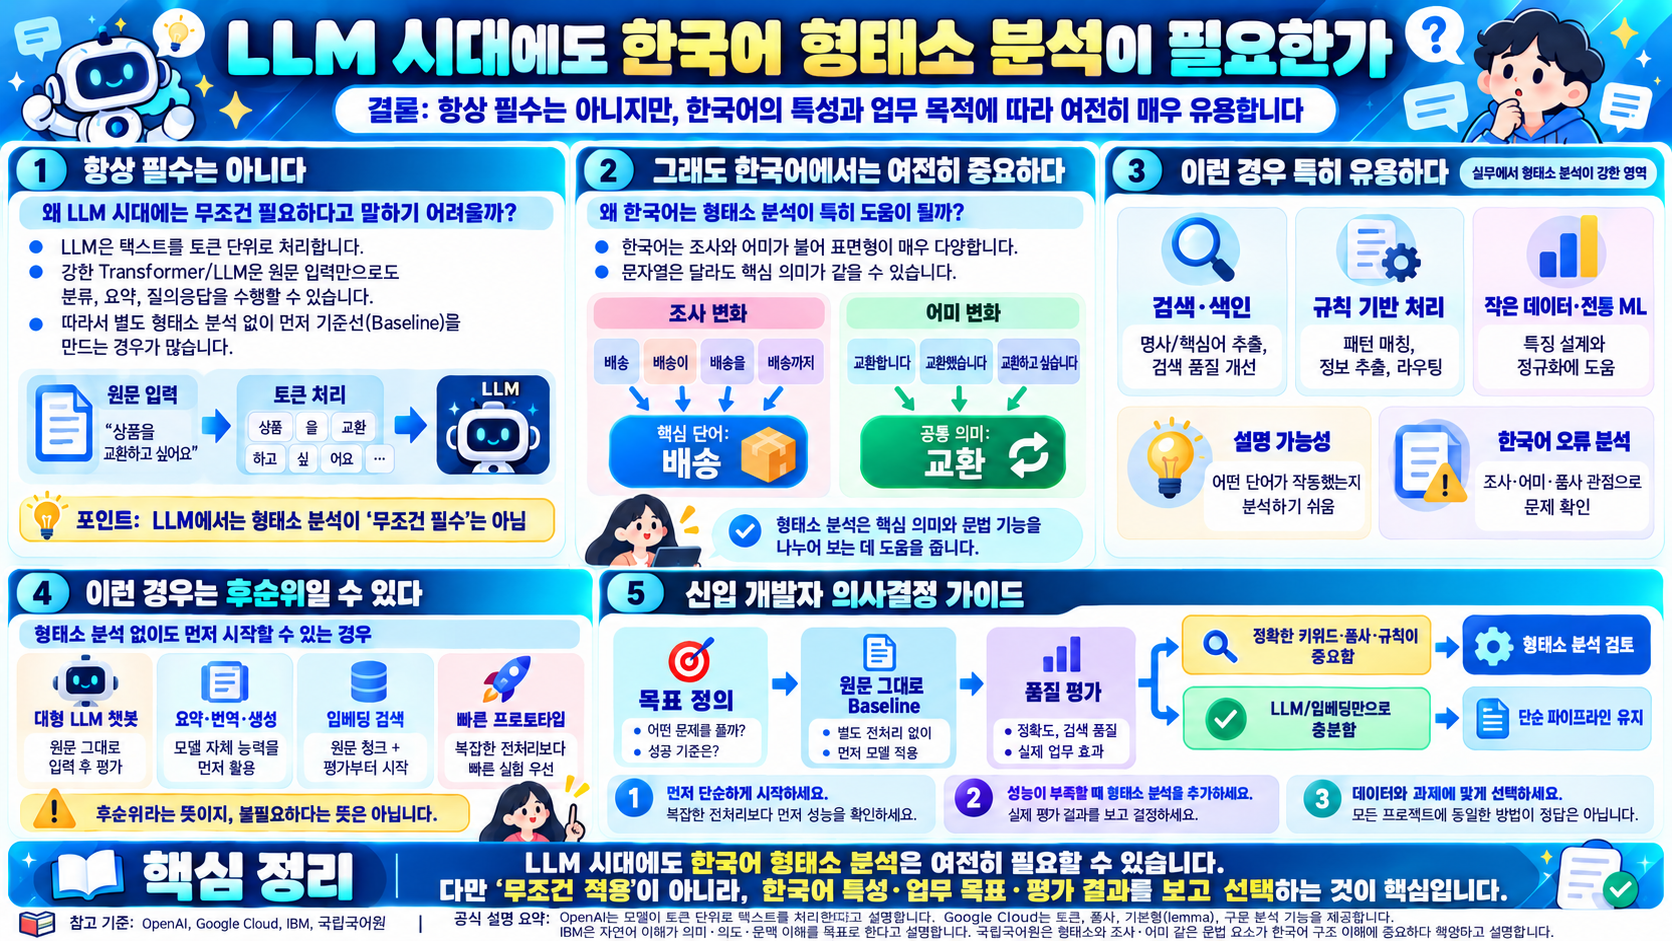 LLM 시대에도 한국어 형태소 분석이 필요한가
결론: 항상 필수는 아니지만, 한국어의 특성과 업무 목적에 따라 여전히 매우 유용합니다
1 항상 필수는 아니다
왜 LLM 시대에는 무조건 필요하다고 말하기 어려울까?
● LLM은 택스트를 토큰 단위로 처리합니다.
● 강한 Transformer/LLM운 원문 입력만으로도
분류, 요약, 질의응답을 수행할 수 있습니다.
● 따라서 별도 형태소 분석 없이 먼저 기준선(Baseline)을
만드는 경우가 많습니다.
원문 입력
“상품을
교환하고 싶어요”
토큰 처리
상품 을 교환
하고 싶 어요 ...
LLM
포인트: LLM에서는 형태소 분석이 ‘무조건 필수’는 아님
2 그래도 한국어에서는 여전히 중요하다
왜 한국어는 형태소 분석이 특히 도움이 될까?
● 한국어는 조사와 어미가 붙어 표면형이 매우 다양합니다.
● 문자열은 달라도 핵심 의미가 같을 수 있습니다.
조사 변화
배송 배송이 배송을 배송까저
핵심 단어:
배송
어미 변화
교환합니다 교환했습니다 교환하고 싶습니다
공통 의미:
교환
형태소 분석은 핵심 의미와 문법 기능을
나누어 보는 데 도움을 줍니다.
3 이런 경우 특히 유용하다
실무에서 형태소 분석이 강한 영역
검색·색인
명사/핵심어 추출,
검색 품질 개선
규칙 기반 처리
패턴 매칭,
정보 추출, 라우팅
작은 데이터·전통 ML
특징 설계와
정규화에 도움
설명 가능성
어떤 단어가 작동했는지
분석하기 쉬움
한국어 오류 분석
조사·어미·품사 관점으로
문제 확인
4 이런 경우는 후순위일 수 있다
형태소 분석 없이도 먼저 시작할 수 있는 경우
대형 LLM 챗봇
원문 그대로
입력 후 평가
요약·번역·생성
모델 자체 능력을
먼저 활용
임베딩 검색
원문 청크 +
평가부터 시작
빠른 프로토타입
복잡한 전처리보다
빠른 실험 우선
후순위라는 뜻이지, 불필요하다는 뜻은 아닙니다.
5 신입 개발자 의사결정 가이드
목표 정의
● 어떤 문제를 풀까?
● 성공 기준은?
원문 그대로
Baseline
● 별도 전처리 없이
● 먼저 모델 적용
품질 평가
● 정확도, 검색 품질
● 실제 업무 효과
정확한 키워드·품사·규칙이
중요함
형태소 분석 검토
LLM/임베딩만으로
충분함
단순 파이프라인 유지
1 먼저 단순하게 시작하세요.
복잡한 전처리보다 먼저 성능을 확인하세요.
2 성능이 부족할 때 형태소 분석을 추가하세요.
실제 평가 결과를 보고 결정하세요.
3 데이터와 과제에 맞게 선택하세요.
모든 프로젝트에 동일한 방법이 정답은 아닙니다.
핵심 정리
LLM 시대에도 한국어 형태소 분석은 여전히 필요할 수 있습니다.
다만 ‘무조건 적용’이 아니라, 한국어 특성·업무 목표·평가 결과를 보고 선택하는 것이 핵심입니다.
참고 기준: OpenAI, Google Cloud, IBM, 국립국어원
공식 설명 요약: OpenAI는 모델이 토큰 단위로 텍스트를 처리한다고 설명합니다. Google Cloud는 토큰, 품사, 기본형(lemma), 구문 분석 기능을 제공합니다.
IBM은 자연어 이해가 의미·의도·문맥 이해를 목표로 한다고 설명합니다. 국립국어원은 형태소와 조사·어미 같은 문법 요소가 한국어 구조 이해에 중요하다 설명합니다.